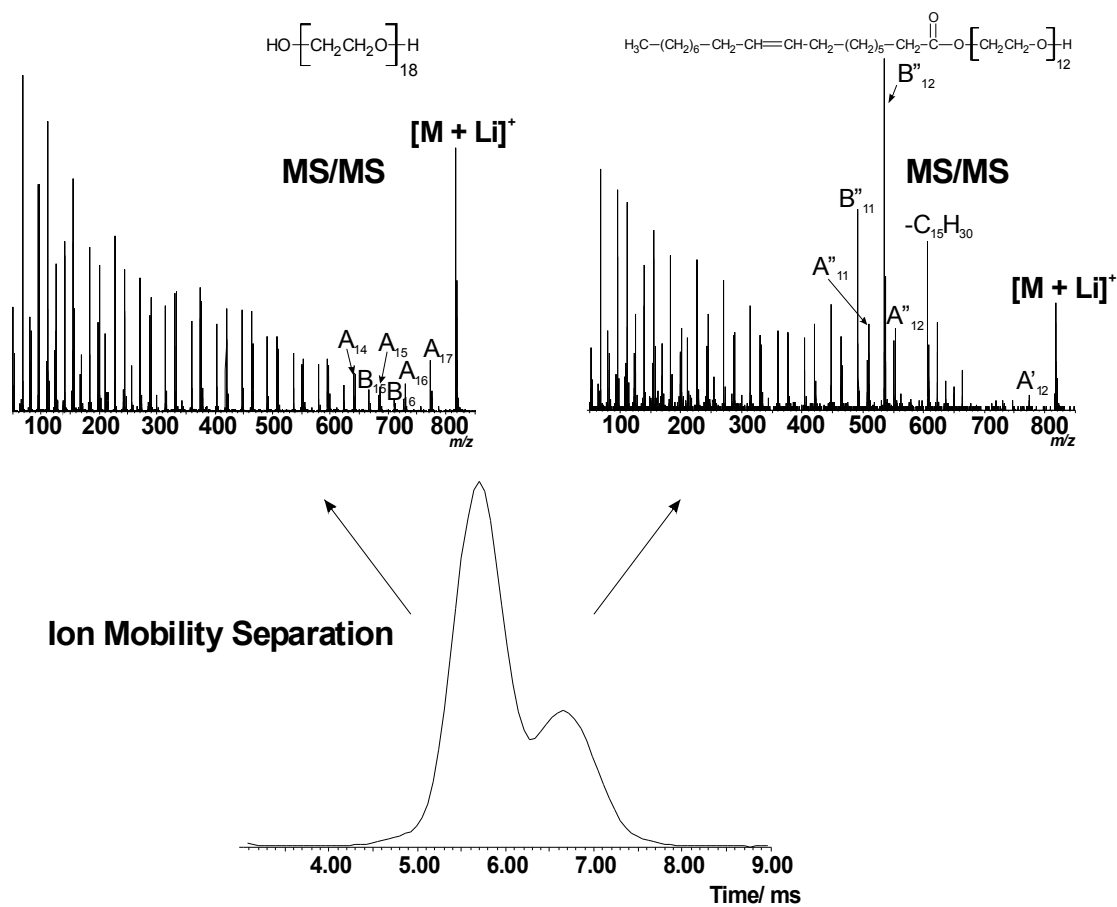 HO-[CH₂CH₂O]₁₈-H
[M + Li]⁺
MS/MS
A₁₄
A₁₅
A₁₇
B₁₅
B₁₆
A₁₆
100 200 300 400 500 600 700 800
m/z
H₃C-(CH₂)₆-CH₂-CH=CH-CH₂-(CH₂)₅-CH₂-C(=O)-O-[CH₂CH₂-O]₁₂-H
B"₁₂
MS/MS
B"₁₁
-C₁₅H₃₀
A"₁₁
[M + Li]⁺
A"₁₂
A'₁₂
100 200 300 400 500 600 700 800
m/z
Ion Mobility Separation
4.00 5.00 6.00 7.00 8.00 9.00
Time/ ms